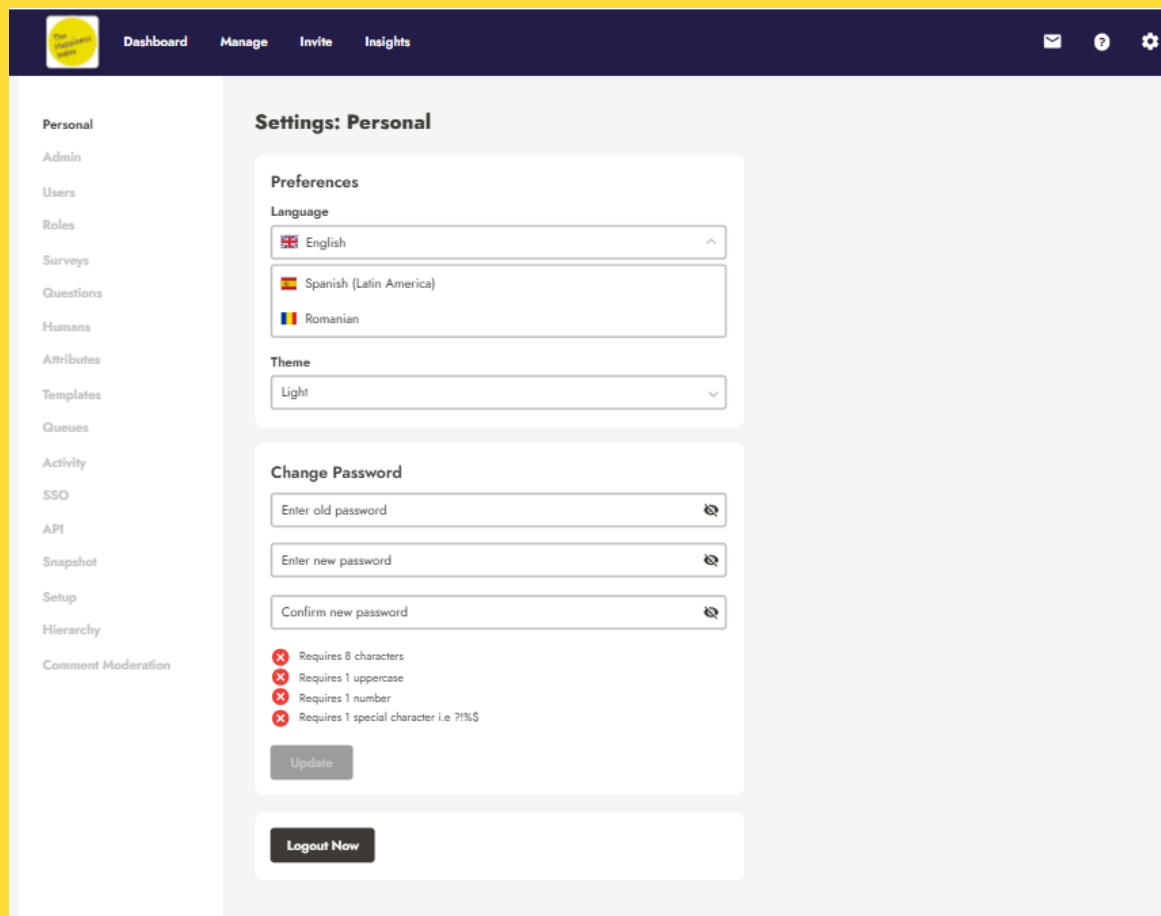 The
Happiness
Index
Dashboard
Manage
Invite
Insights
Personal
Admin
Users
Roles
Surveys
Questions
Humans
Attributes
Templates
Queues
Activity
SSO
API
Snapshot
Setup
Hierarchy
Comment Moderation
Settings: Personal
Preferences
Language
English
Spanish (Latin America)
Romanian
Theme
Light
Change Password
Enter old password
Enter new password
Confirm new password
Requires 8 characters
Requires 1 uppercase
Requires 1 number
Requires 1 special character i.e ?!%$
Update
Logout Now